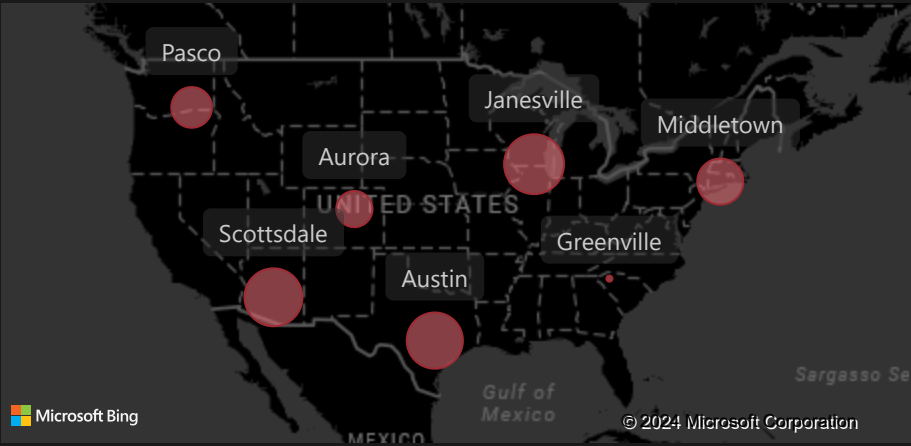 Pasco
Janesville
Middletown
Aurora
UNITED STATES
Scottsdale
Greenville
Austin
Sargasso Se
Gulf of
Mexico
Microsoft Bing
© 2024 Microsoft Corporation
MEXICO